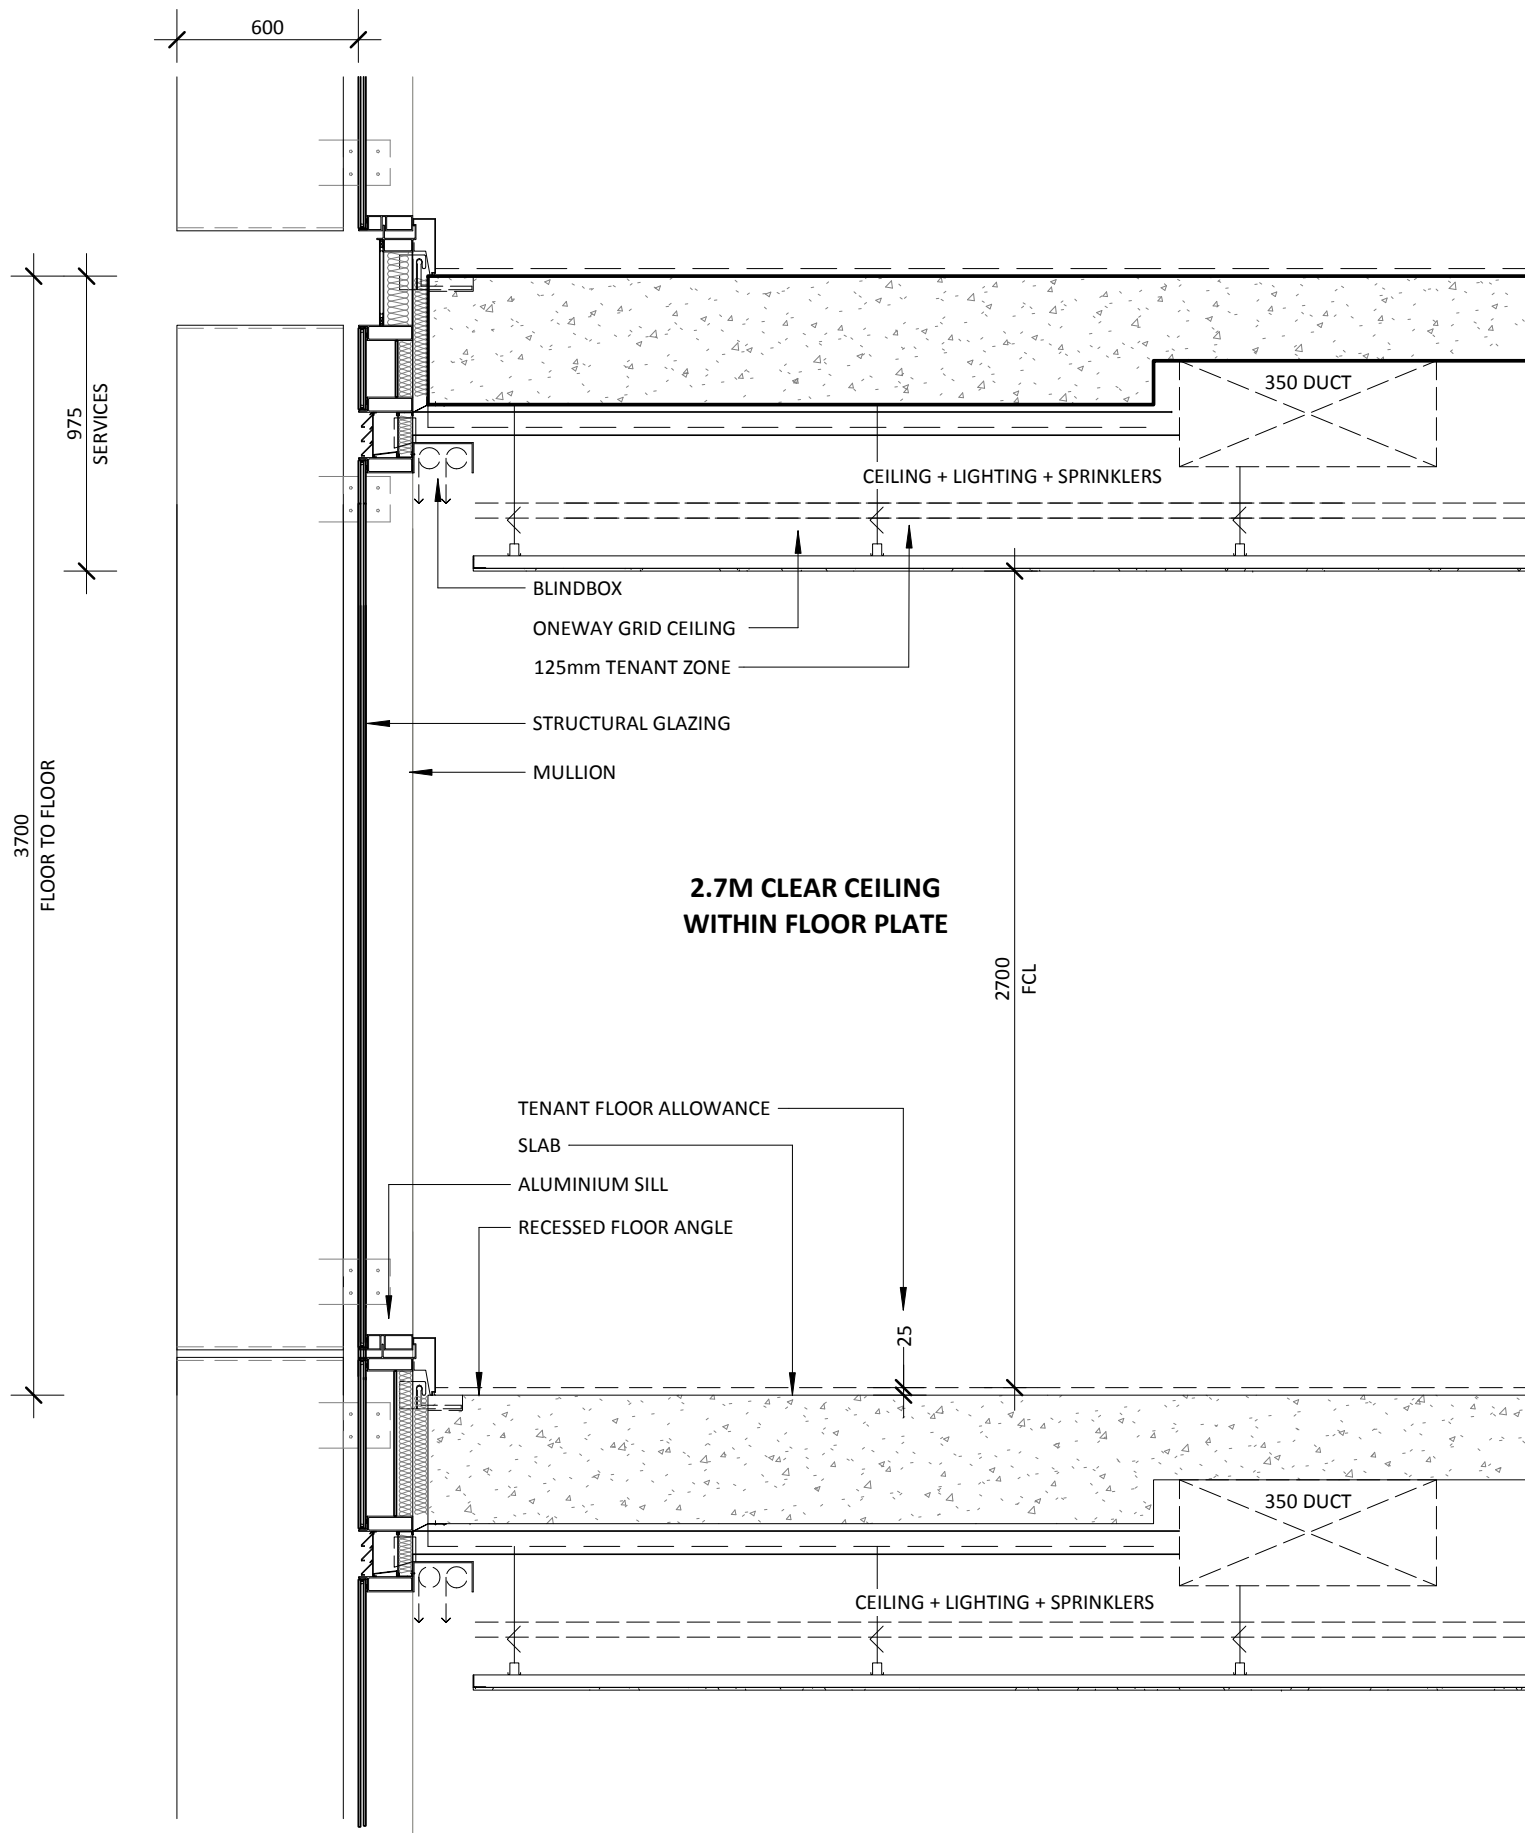 600
975
SERVICES
350 DUCT
CEILING + LIGHTING + SPRINKLERS
BLINDBOX
ONEWAY GRID CEILING
125mm TENANT ZONE
STRUCTURAL GLAZING
MULLION
3700
FLOOR TO FLOOR
2.7M CLEAR CEILING
WITHIN FLOOR PLATE
2700
FCL
TENANT FLOOR ALLOWANCE
SLAB
ALUMINIUM SILL
RECESSED FLOOR ANGLE
25
350 DUCT
CEILING + LIGHTING + SPRINKLERS